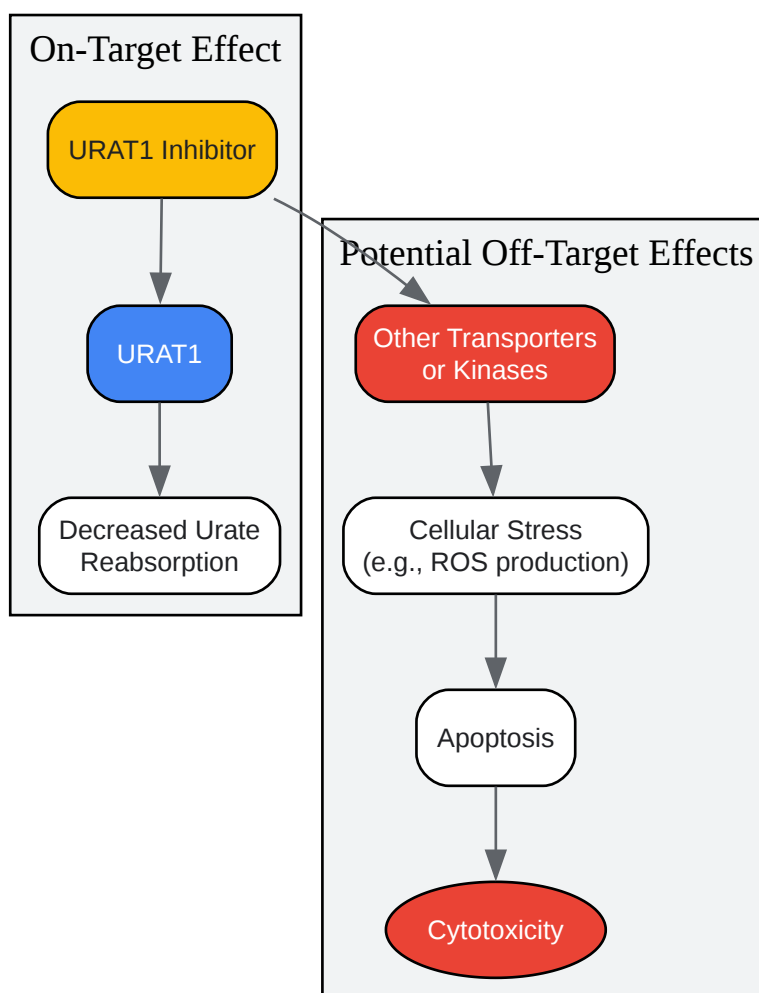 On-Target Effect
URAT1 Inhibitor
URAT1
Decreased Urate
Reabsorption
Potential Off-Target Effects
Other Transporters
or Kinases
Cellular Stress
(e.g., ROS production)
Apoptosis
Cytotoxicity